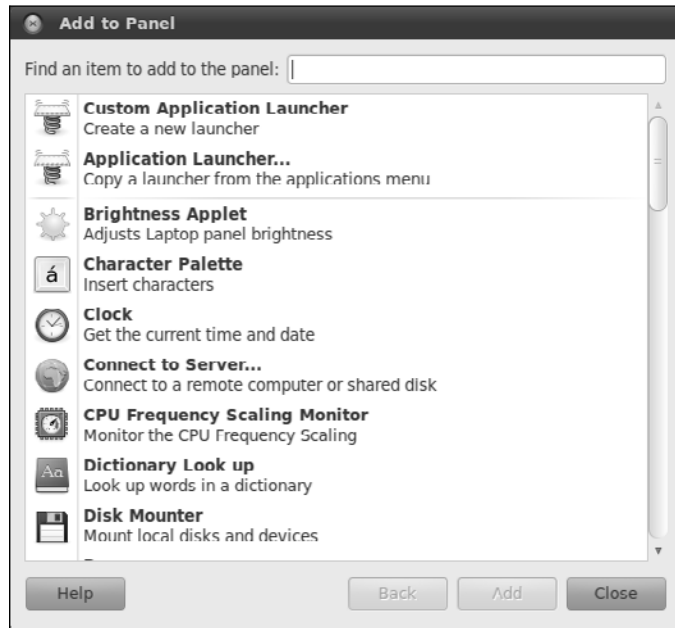 Add to Panel
Find an item to add to the panel:
Custom Application Launcher
Create a new launcher
Application Launcher...
Copy a launcher from the applications menu
Brightness Applet
Adjusts Laptop panel brightness
á
Character Palette
Insert characters
Clock
Get the current time and date
Connect to Server...
Connect to a remote computer or shared disk
CPU Frequency Scaling Monitor
Monitor the CPU Frequency Scaling
Aa
Dictionary Look up
Look up words in a dictionary
Disk Mounter
Mount local disks and devices
Help
Back
Add
Close